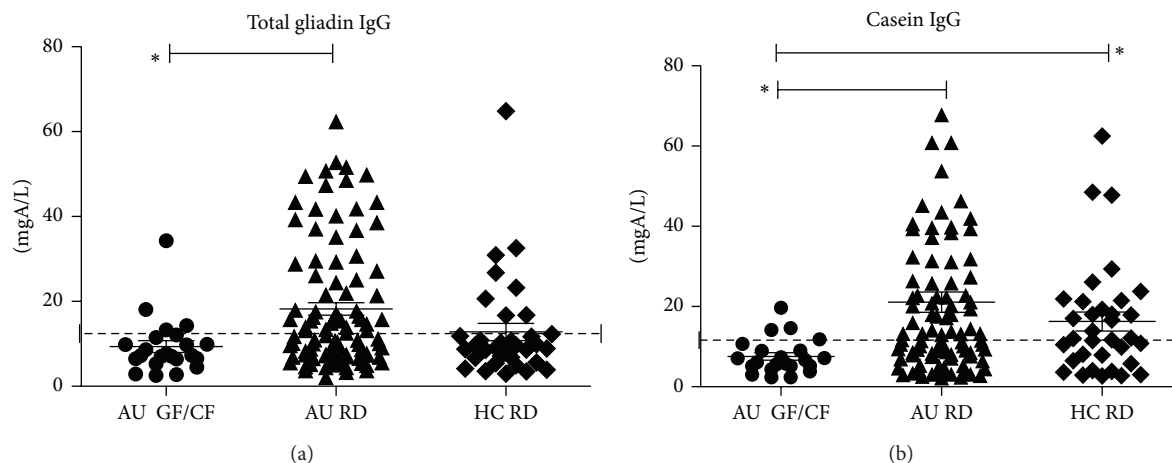 Total gliadin IgG
*
80
60
40
20
0
(mgA/L)
AU GF/CF
AU RD
HC RD
(a)
Casein IgG
*
*
80
60
40
20
0
(mgA/L)
AU GF/CF
AU RD
HC RD
(b)